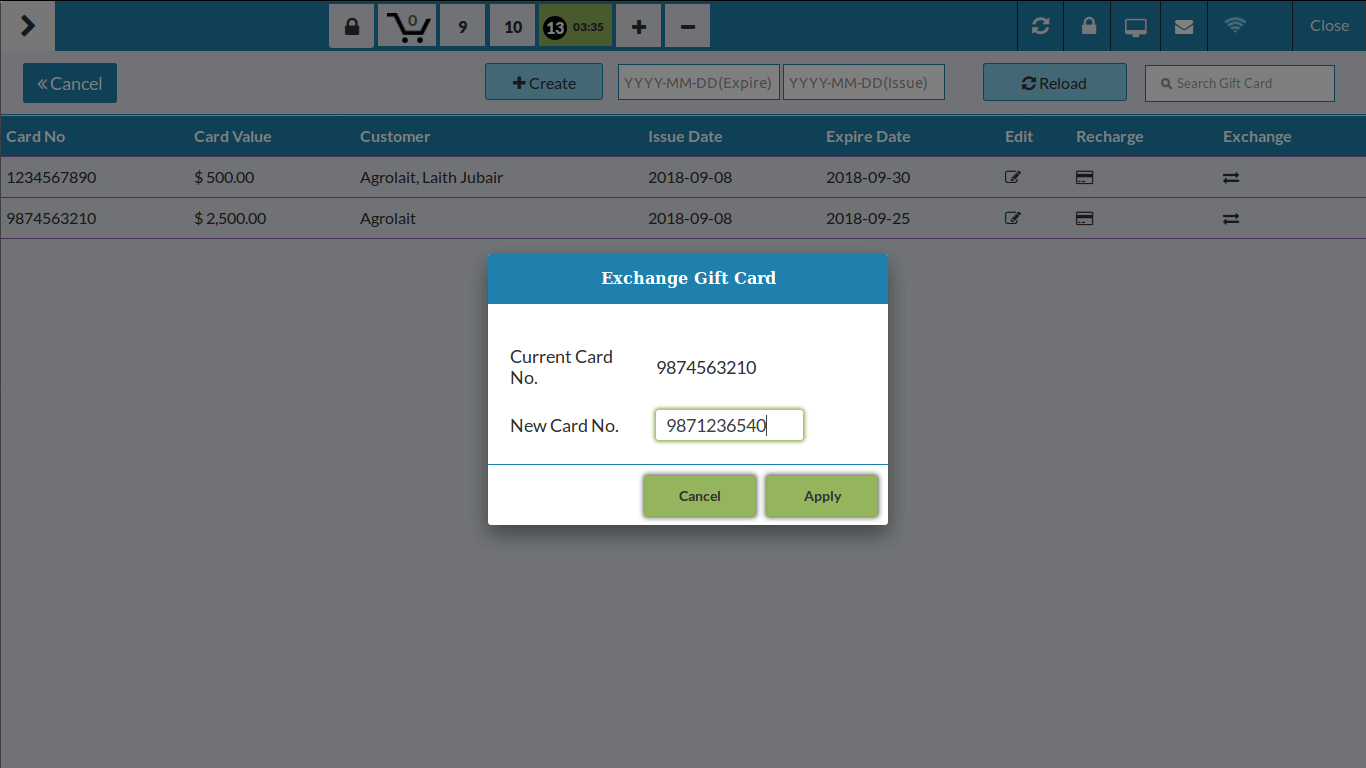 0 9 10 13 03:35 Close
Cancel Create YYYY-MM-DD(Expire) YYYY-MM-DD(Issue) Reload Search Gift Card
Card No Card Value Customer Issue Date Expire Date Edit Recharge Exchange
1234567890 $ 500.00 Agrolait, Laith Jubair 2018-09-08 2018-09-30
9874563210 $ 2,500.00 Agrolait 2018-09-08 2018-09-25
Exchange Gift Card
Current Card
No.
9874563210
New Card No. 9871236540
Cancel Apply